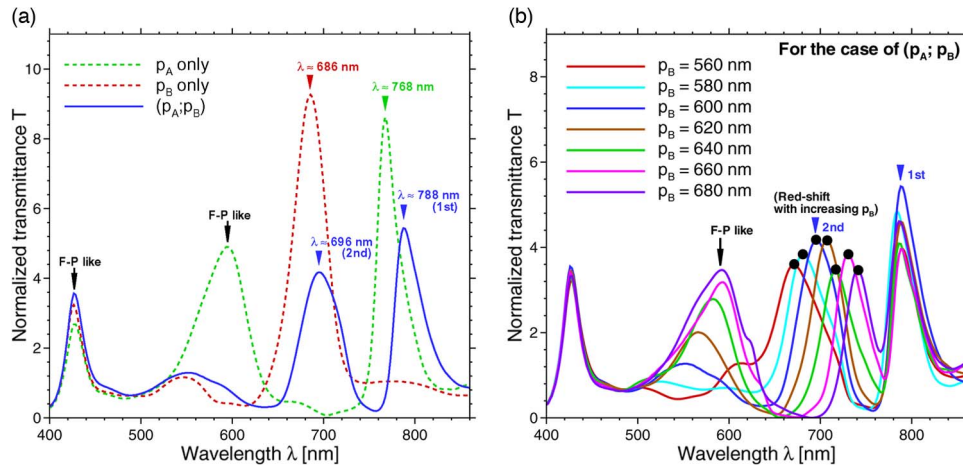 (a)
Normalized transmittance T
10
8
6
4
2
0
400 500 600 700 800
Wavelength λ [nm]
p_A only
p_B only
(p_A;p_B)
λ ≈ 686 nm
λ ≈ 768 nm
λ ≈ 788 nm
(1st)
λ ≈ 696 nm
(2nd)
F-P like
F-P like
(b)
Normalized transmittance T
8
6
4
2
0
400 500 600 700 800
Wavelength λ [nm]
For the case of (p_A; p_B)
p_B = 560 nm
p_B = 580 nm
p_B = 600 nm
p_B = 620 nm
p_B = 640 nm
p_B = 660 nm
p_B = 680 nm
1st
(Red-shift
with increasing p_B)
2nd
F-P like